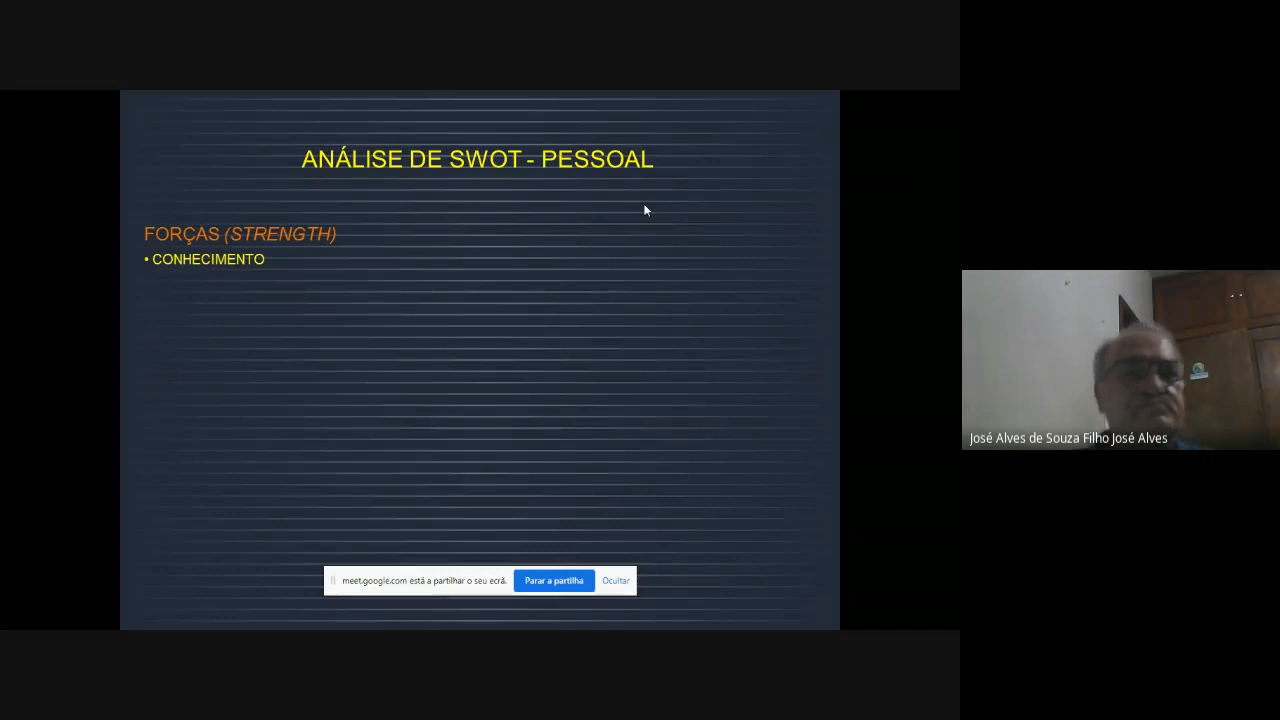 ANÁLISE DE SWOT - PESSOAL
FORÇAS (STRENGTH)
• CONHECIMENTO
meet.google.com está a partilhar o seu ecrã. Parar a partilha Ocultar
José Alves de Souza Filho José Alves